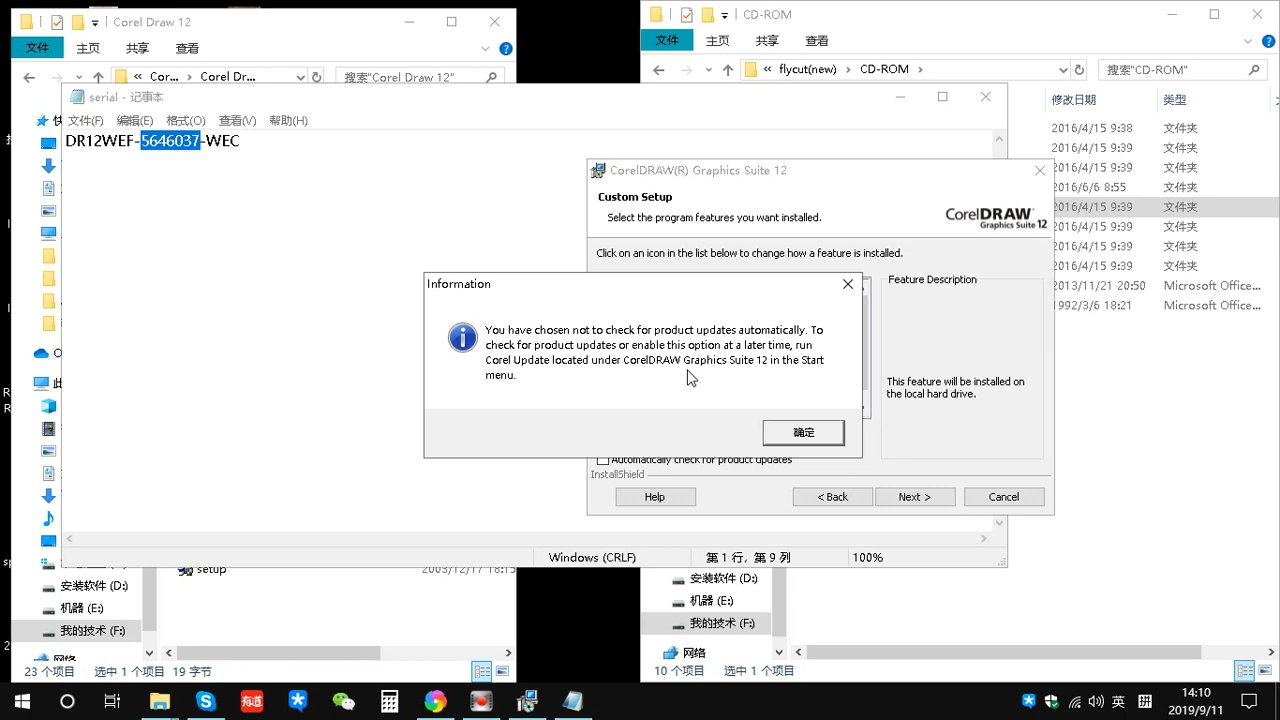 Corel Draw 12
文件 主页 共享 查看
« Cor... › Corel Dr...
搜索"Corel Draw 12"
CD-ROM
文件 主页 共享 查看
« flycut(new) › CD-ROM ›
搜索"CD-ROM"
serial - 记事本
文件(F) 编辑(E) 格式(O) 查看(V) 帮助(H)
DR12WEF-5646037-WEC
修改日期 类型
2016/4/15 9:38 文件夹
2016/4/15 9:39 文件夹
2016/4/15 9:39 文件夹
2016/6/6 8:55 文件夹
2016/4/15 9:39 文件夹
2016/4/15 9:39 文件夹
2016/4/15 9:39 文件夹
2016/4/15 9:39 文件夹
2013/11/21 20:50 Microsoft Office...
1992/3/6 18:21 Microsoft Office...
CorelDRAW(R) Graphics Suite 12
Custom Setup
Select the program features you want installed.
CorelDRAW
Graphics Suite 12
Click on an icon in the list below to change how a feature is installed.
Feature Description
This feature will be installed on
the local hard drive.
Information
You have chosen not to check for product updates automatically. To
check for product updates or enable this option at a later time, run
Corel Update located under CorelDRAW Graphics Suite 12 in the Start
menu.
确定
Automatically check for product updates
InstallShield
Help < Back Next > Cancel
Windows (CRLF) 第 1 行，第 9 列 100%
setup 2003/12/17 18:15
安装软件 (D:)
机器 (E:)
我的技术 (F:)
网络
23 个项目 选中 1 个项目 19 字节
安装软件 (D:)
机器 (E:)
我的技术 (F:)
网络
10 个项目 选中 1 个项目
有道
英 拼
14:10
2019/9/11